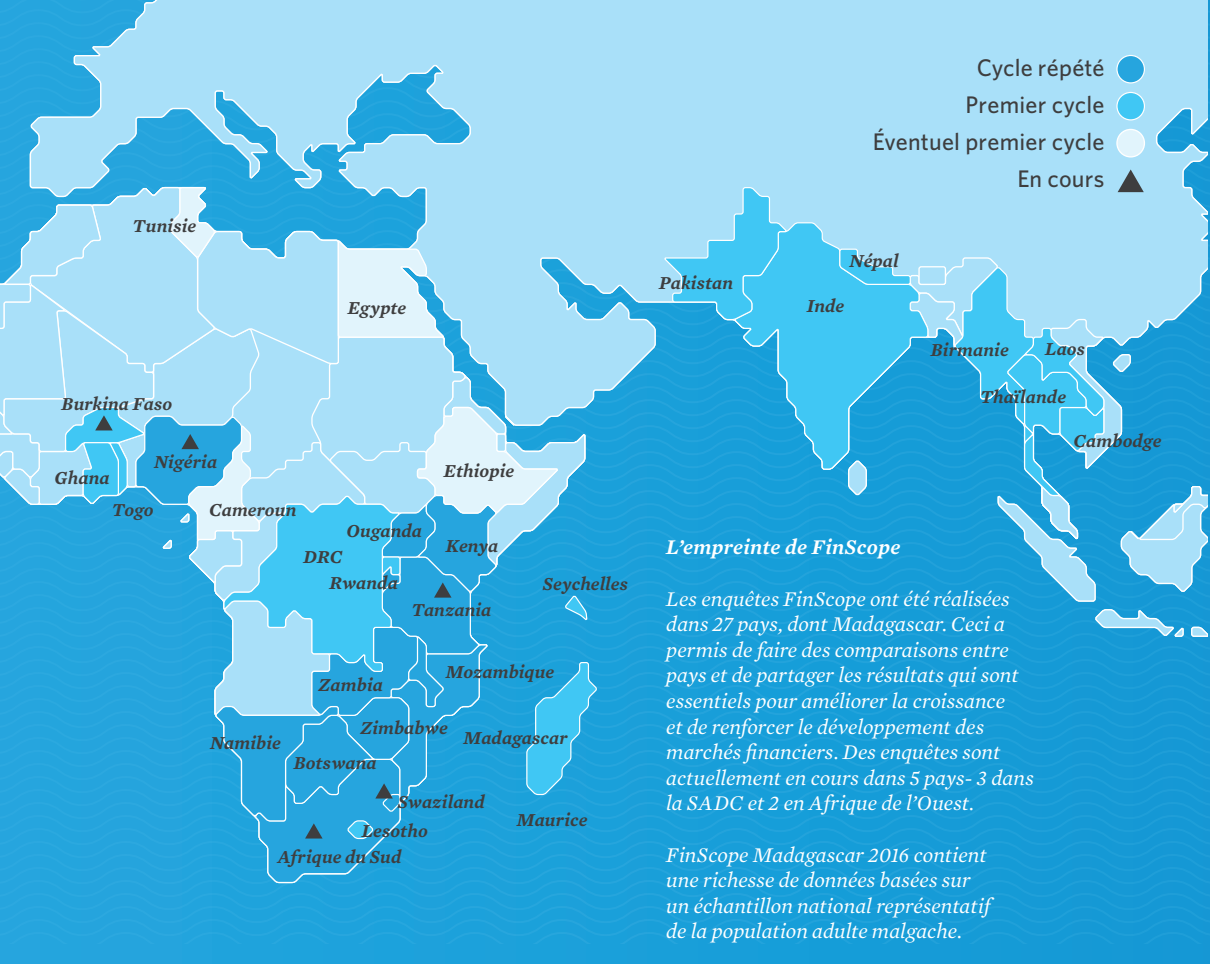 Cycle répété
Premier cycle
Éventuel premier cycle
En cours
Tunisie
Egypte
Pakistan
Népal
Inde
Birmanie
Laos
Thaïlande
Cambodge
Burkina Faso
Nigéria
Ghana
Togo
Cameroun
Ethiopie
Ouganda
Kenya
DRC
Rwanda
Tanzania
Seychelles
Zambia
Mozambique
Zimbabwe
Namibie
Botswana
Madagascar
Swaziland
Maurice
Lesotho
Afrique du Sud
L’empreinte de FinScope
Les enquêtes FinScope ont été réalisées
dans 27 pays, dont Madagascar. Ceci a
permis de faire des comparaisons entre
pays et de partager les résultats qui sont
essentiels pour améliorer la croissance
et de renforcer le développement des
marchés financiers. Des enquêtes sont
actuellement en cours dans 5 pays- 3 dans
la SADC et 2 en Afrique de l’Ouest.
FinScope Madagascar 2016 contient
une richesse de données basées sur
un échantillon national représentatif
de la population adulte malgache.